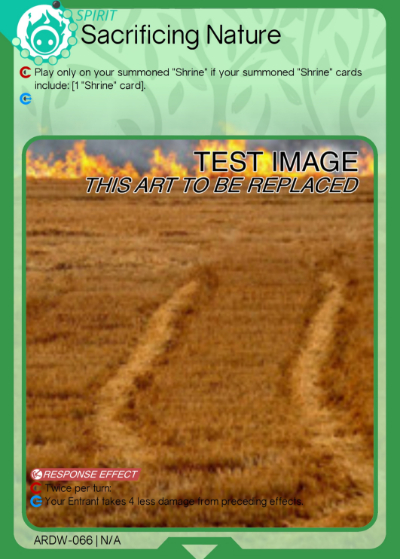 SPIRIT
Sacrificing Nature
Play only on your summoned "Shrine" if your summoned "Shrine" cards
include: [1 "Shrine" card].
TEST IMAGE
THIS ART TO BE REPLACED
RESPONSE EFFECT
Twice per turn:
Your Entrant takes 4 less damage from preceding effects.
ARDW-066 | N/A